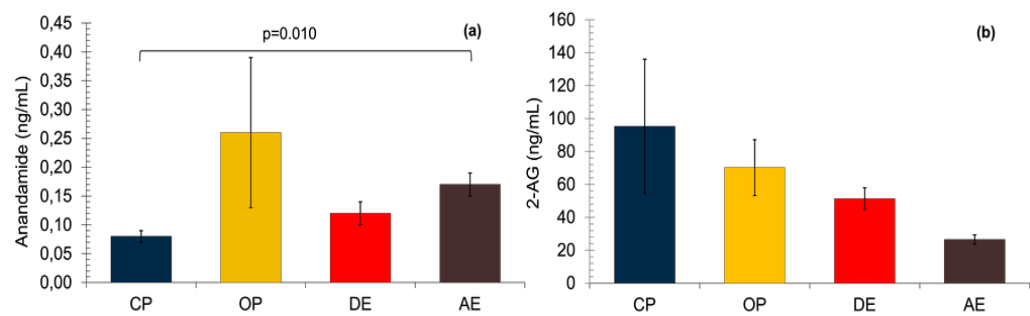 (a)
p=0.010
Anandamide (ng/mL)
0,45
0,40
0,35
0,30
0,25
0,20
0,15
0,10
0,05
0,00
CP OP DE AE
(b)
2-AG (ng/mL)
160
140
120
100
80
60
40
20
0
CP OP DE AE